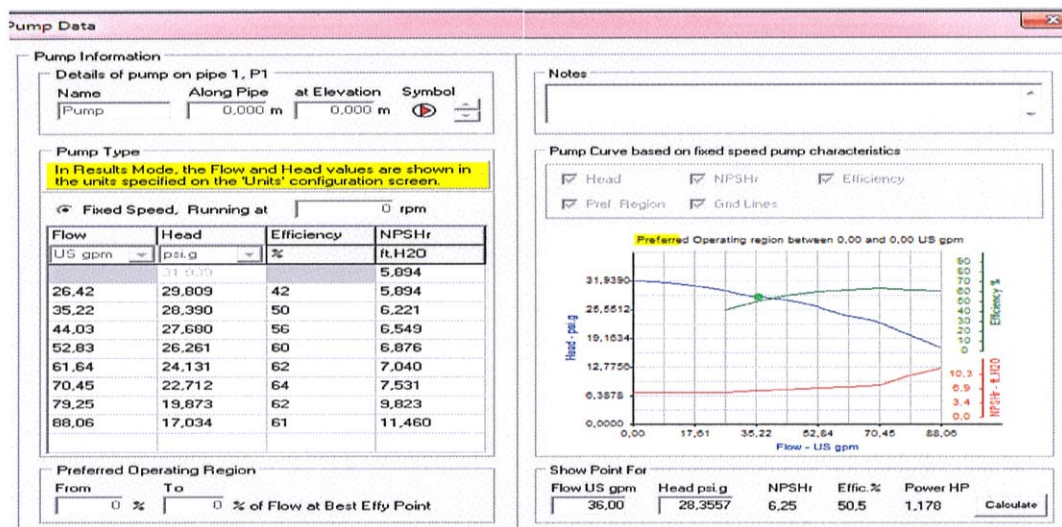 Pump Data
Pump Information
Details of pump on pipe 1, P1
Name Along Pipe at Elevation Symbol
Pump 0,000 m 0,000 m
Pump Type
In Results Mode, the Flow and Head values are shown in
the units specified on the 'Units' configuration screen.
Fixed Speed, Running at 0 rpm
Flow Head Efficiency NPSHr
US gpm psi.g % ft.H2O
31,939 5,894
26,42 29,809 42 5,894
35,22 28,390 50 6,221
44,03 27,680 56 6,549
52,83 26,261 60 6,876
61,64 24,131 62 7,040
70,45 22,712 64 7,531
79,25 19,873 62 9,823
88,06 17,034 61 11,460
Preferred Operating Region
From To
0 % 0 % of Flow at Best Effy Point
Notes
Pump Curve based on fixed speed pump characteristics
Head NPSHr Efficiency
Pref. Region Grid Lines
Preferred Operating region between 0,00 and 0,00 US gpm
31,9390
25,5512
19,1634
12,7756
6,3878
0,0000
Head - psi.g
0,00 17,61 35,22 52,84 70,45 88,06
Flow - US gpm
90
80
70
60
50
40
30
20
10
0
Efficiency %
10,3
6,9
3,4
0,0
NPSHr - ft.H2O
Show Point For
Flow US gpm Head psi.g NPSHr Effic.% Power HP
36,00 28,3557 6,25 50,5 1,178 Calculate